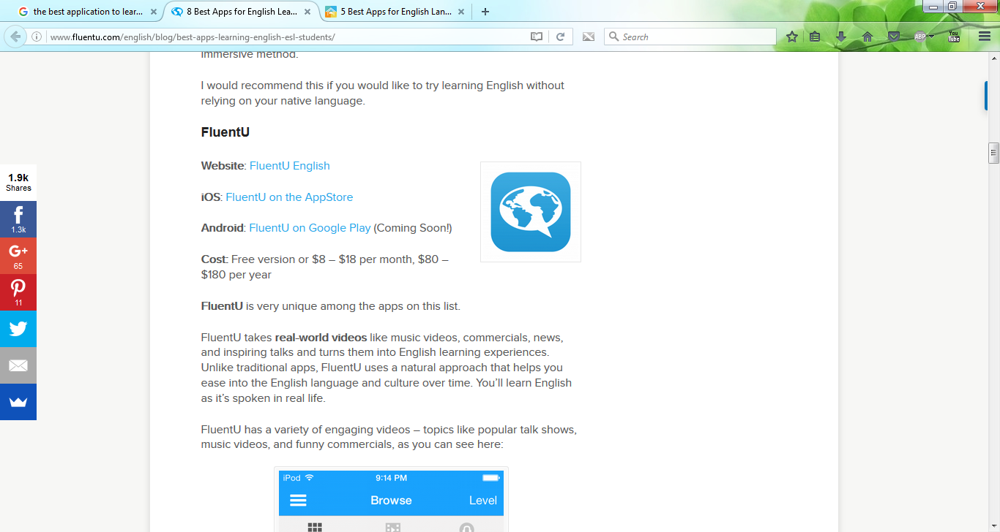 the best application to lear...
8 Best Apps for English Lea...
5 Best Apps for English Lan...
www.fluentu.com/english/blog/best-apps-learning-english-esl-students/
Search
ABP
You
Tube
immersive method.
I would recommend this if you would like to try learning English without
relying on your native language.
FluentU
Website: FluentU English
iOS: FluentU on the AppStore
Android: FluentU on Google Play (Coming Soon!)
Cost: Free version or $8 – $18 per month, $80 –
$180 per year
FluentU is very unique among the apps on this list.
FluentU takes real-world videos like music videos, commercials, news,
and inspiring talks and turns them into English learning experiences.
Unlike traditional apps, FluentU uses a natural approach that helps you
ease into the English language and culture over time. You’ll learn English
as it’s spoken in real life.
FluentU has a variety of engaging videos – topics like popular talk shows,
music videos, and funny commercials, as you can see here:
iPod 9:14 PM
Browse Level
1.9k
Shares
1.3k
G+
65
11